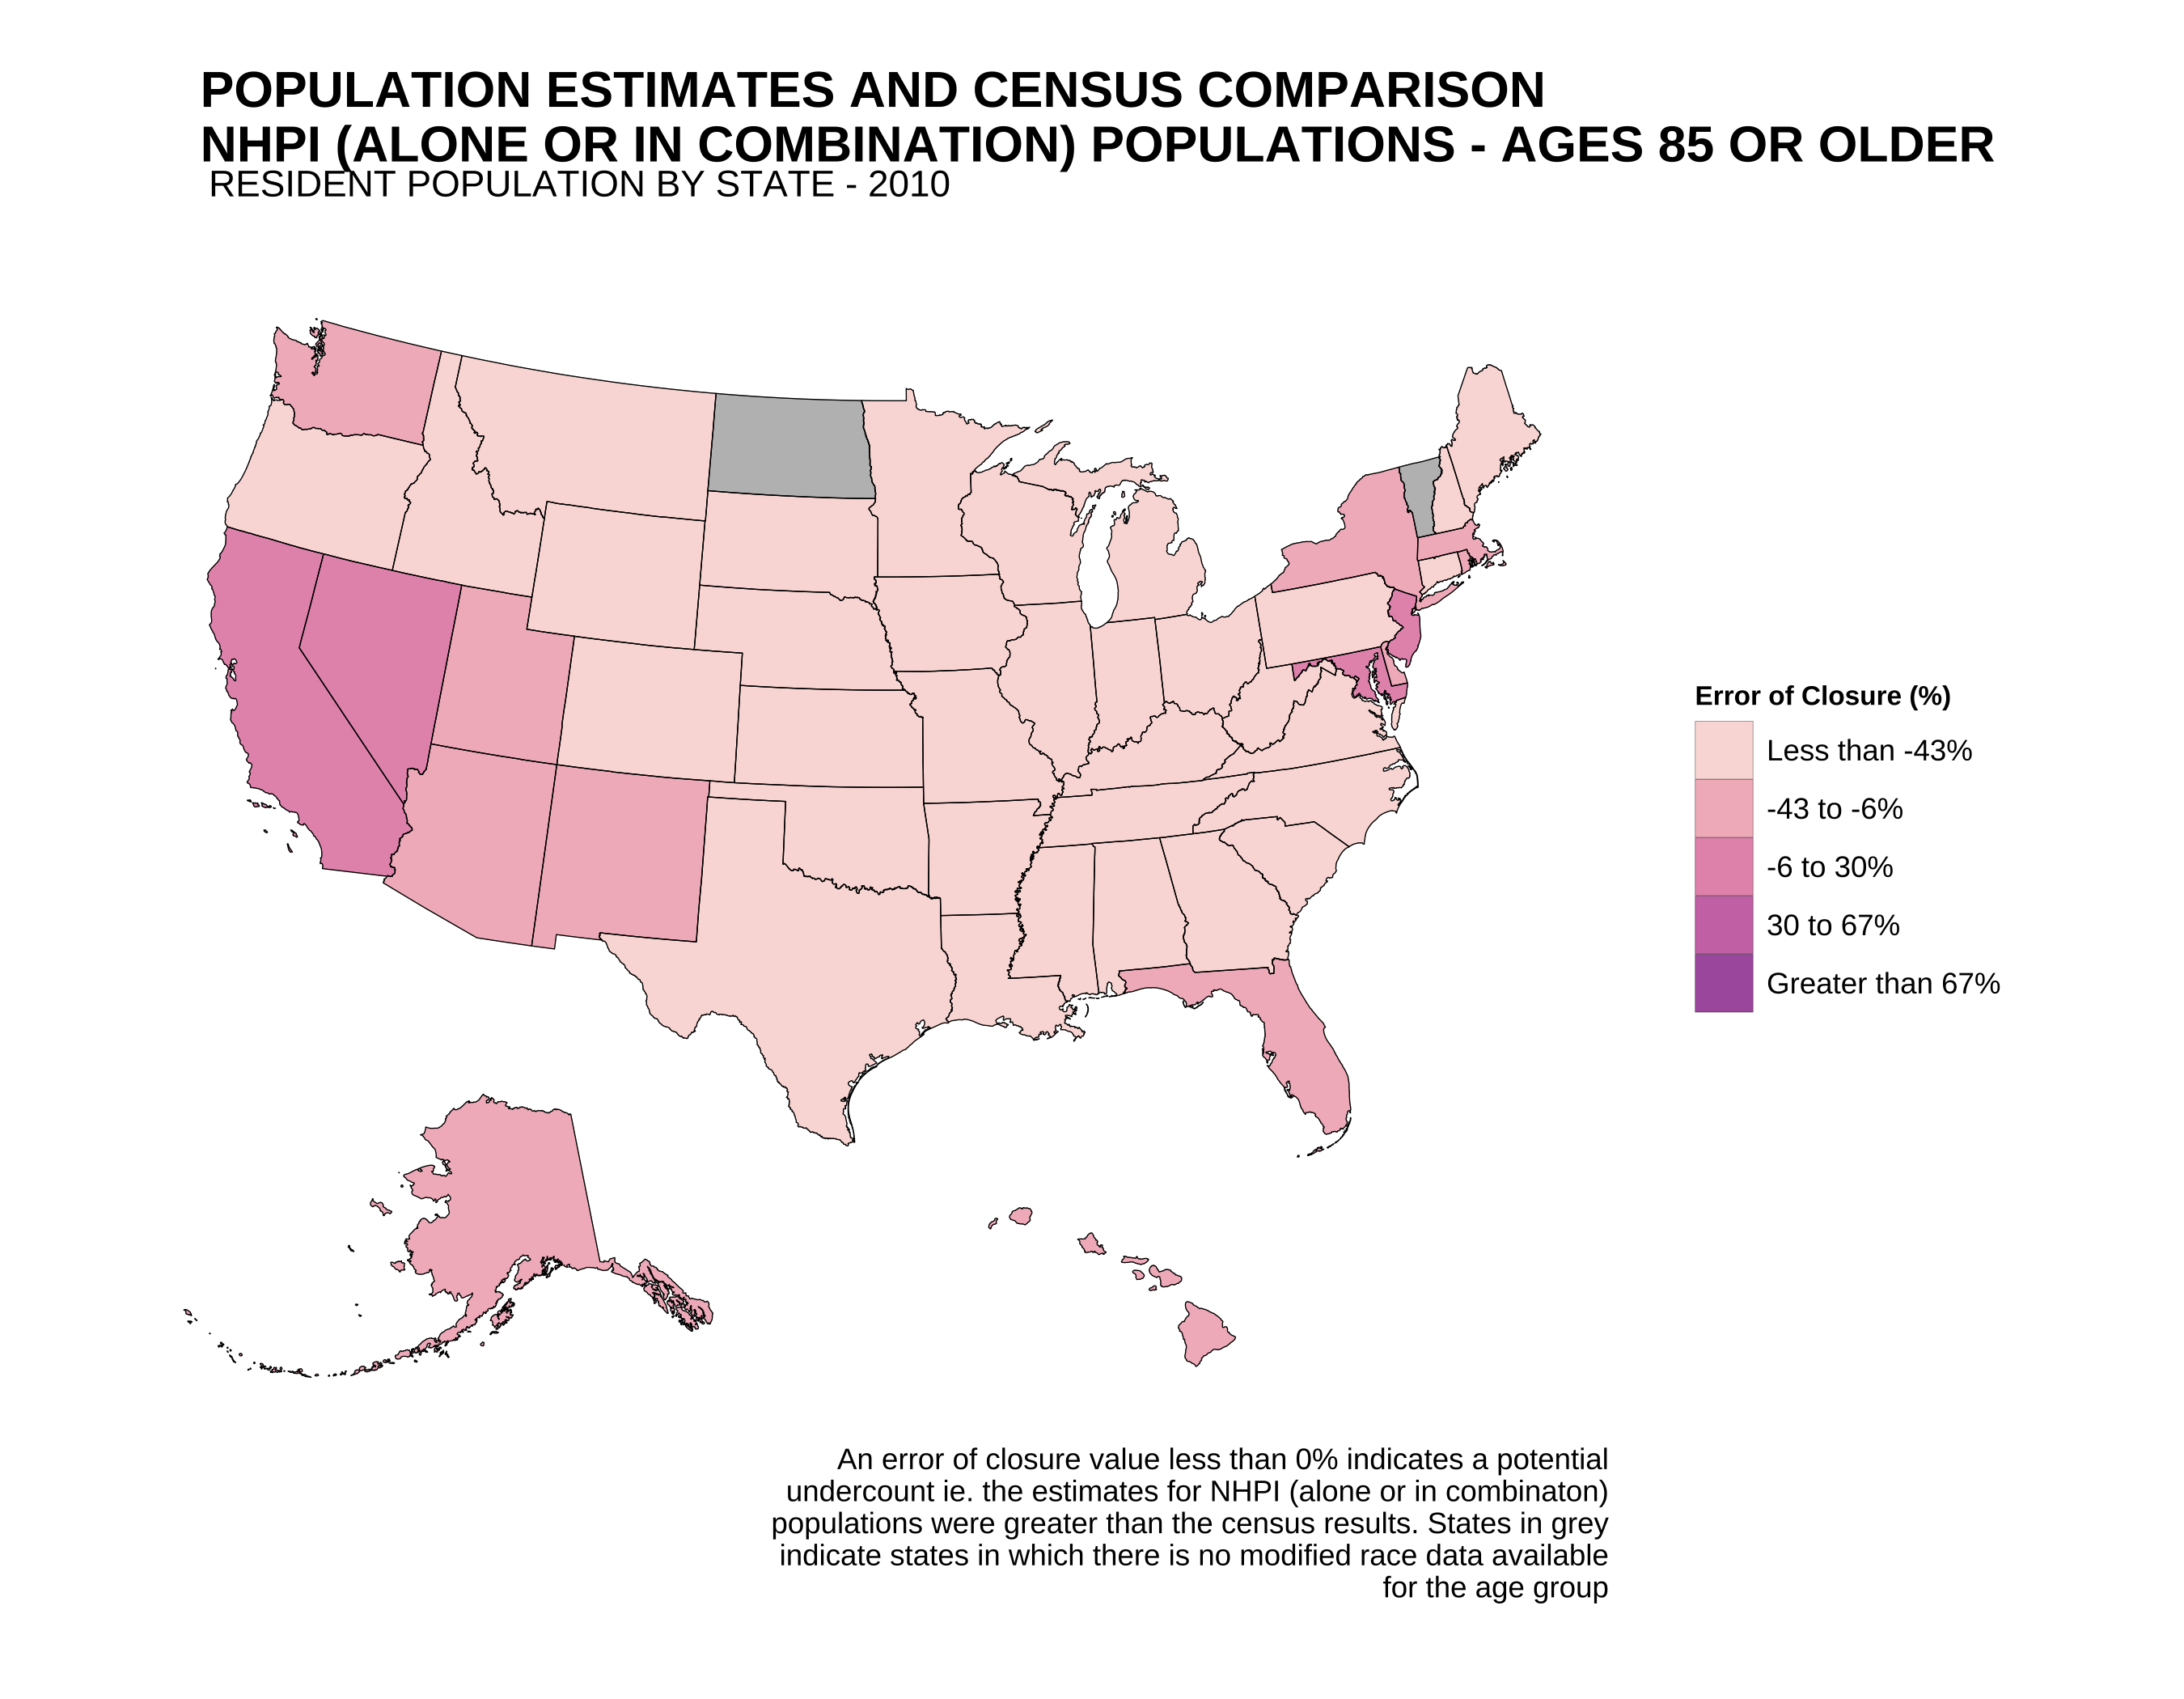 POPULATION ESTIMATES AND CENSUS COMPARISON
NHPI (ALONE OR IN COMBINATION) POPULATIONS - AGES 85 OR OLDER
RESIDENT POPULATION BY STATE - 2010
Error of Closure (%)
Less than -43%
-43 to -6%
-6 to 30%
30 to 67%
Greater than 67%
An error of closure value less than 0% indicates a potential
undercount ie. the estimates for NHPI (alone or in combinaton)
populations were greater than the census results. States in grey
indicate states in which there is no modified race data available
for the age group